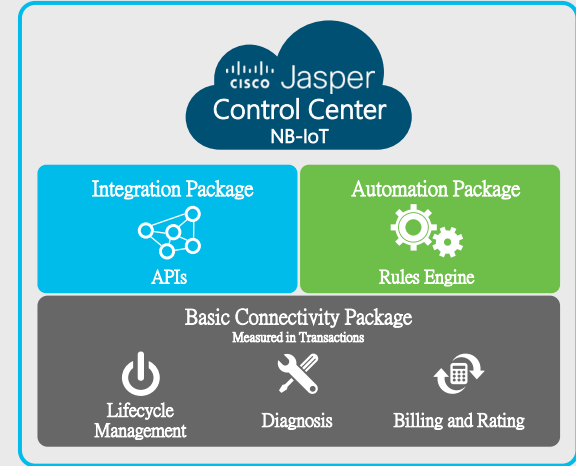 CISCO Jasper
Control Center
NB-IoT
Integration Package
Automation Package
APIs
Rules Engine
Basic Connectivity Package
Measured in Transactions
Lifecycle
Management
Diagnosis
Billing and Rating